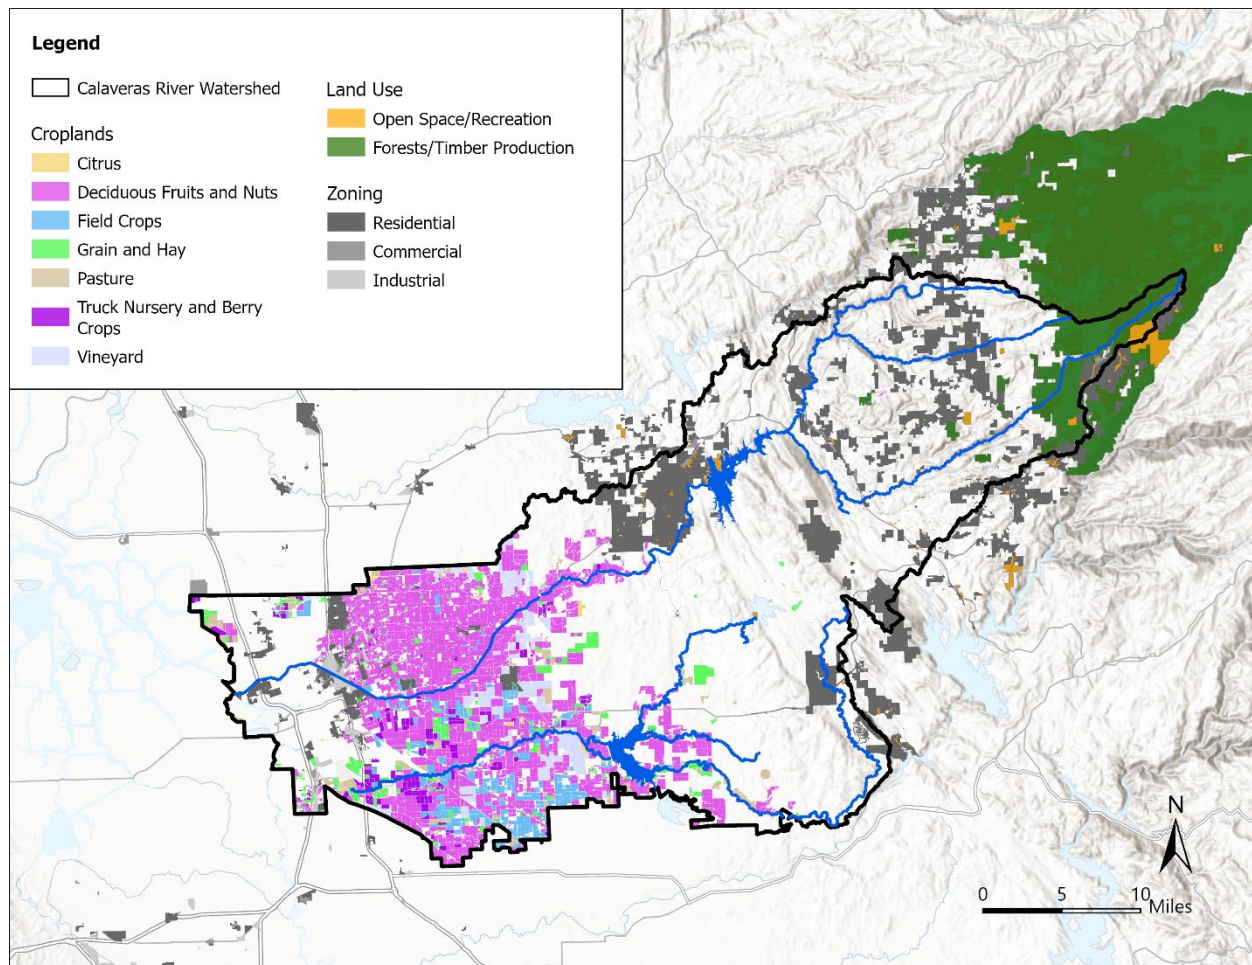 Legend
Calaveras River Watershed
Croplands
Citrus
Deciduous Fruits and Nuts
Field Crops
Grain and Hay
Pasture
Truck Nursery and Berry
Crops
Vineyard
Land Use
Open Space/Recreation
Forests/Timber Production
Zoning
Residential
Commercial
Industrial
N
0 5 10
Miles